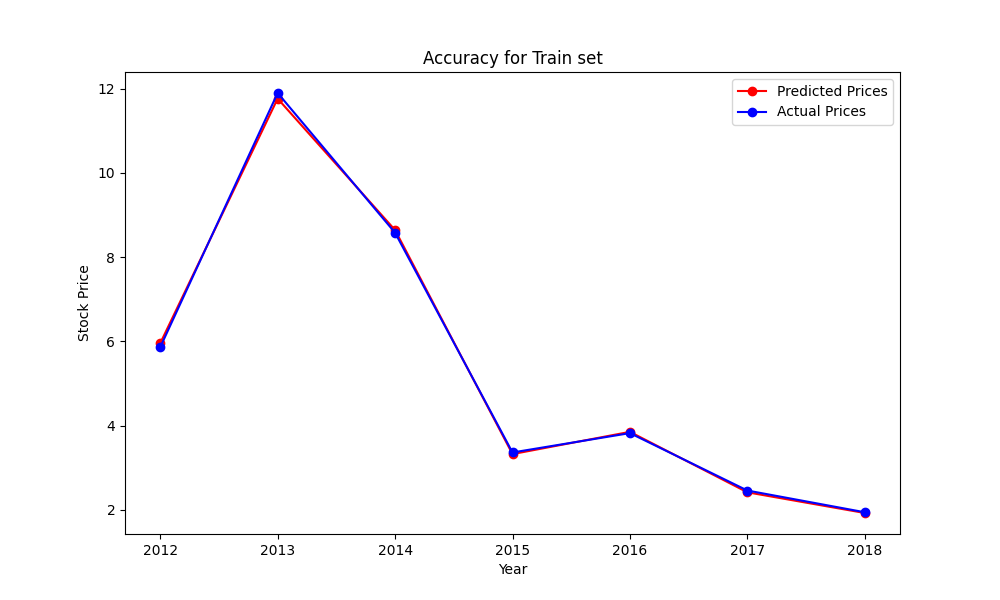 Accuracy for Train set
Predicted Prices
Actual Prices
12
10
8
6
4
2
Stock Price
2012 2013 2014 2015 2016 2017 2018
Year